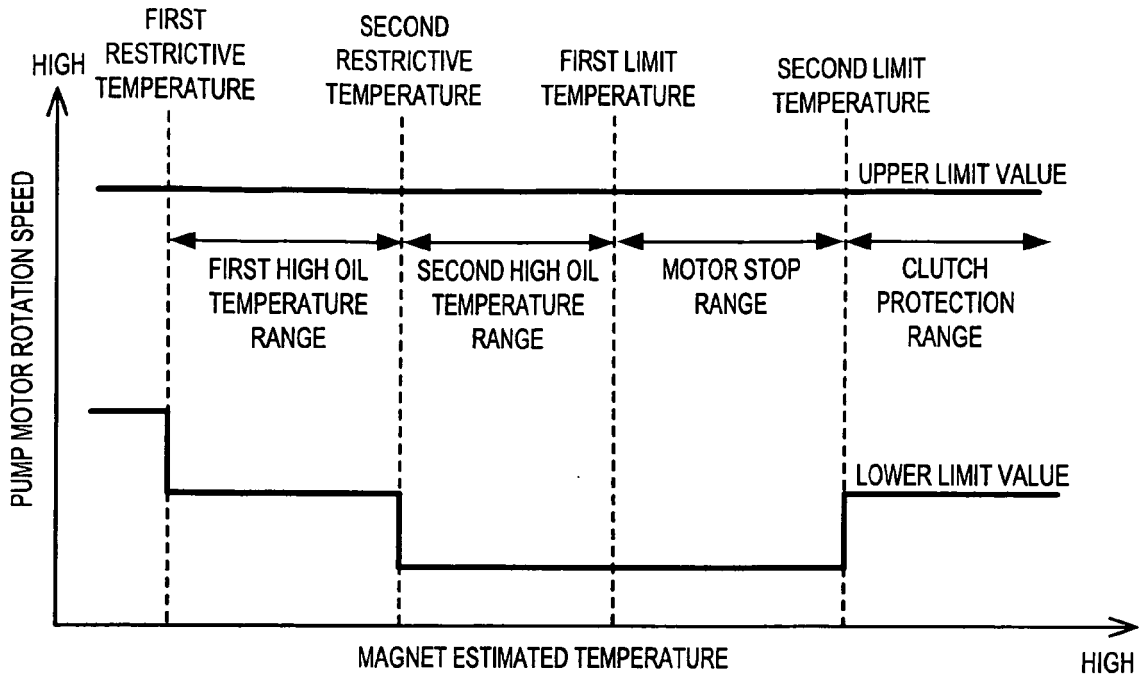 FIRST
RESTRICTIVE
TEMPERATURE
SECOND
RESTRICTIVE
TEMPERATURE
FIRST LIMIT
TEMPERATURE
SECOND LIMIT
TEMPERATURE
HIGH
UPPER LIMIT VALUE
FIRST HIGH OIL
TEMPERATURE
RANGE
SECOND HIGH OIL
TEMPERATURE
RANGE
MOTOR STOP
RANGE
CLUTCH
PROTECTION
RANGE
PUMP MOTOR ROTATION SPEED
LOWER LIMIT VALUE
MAGNET ESTIMATED TEMPERATURE
HIGH